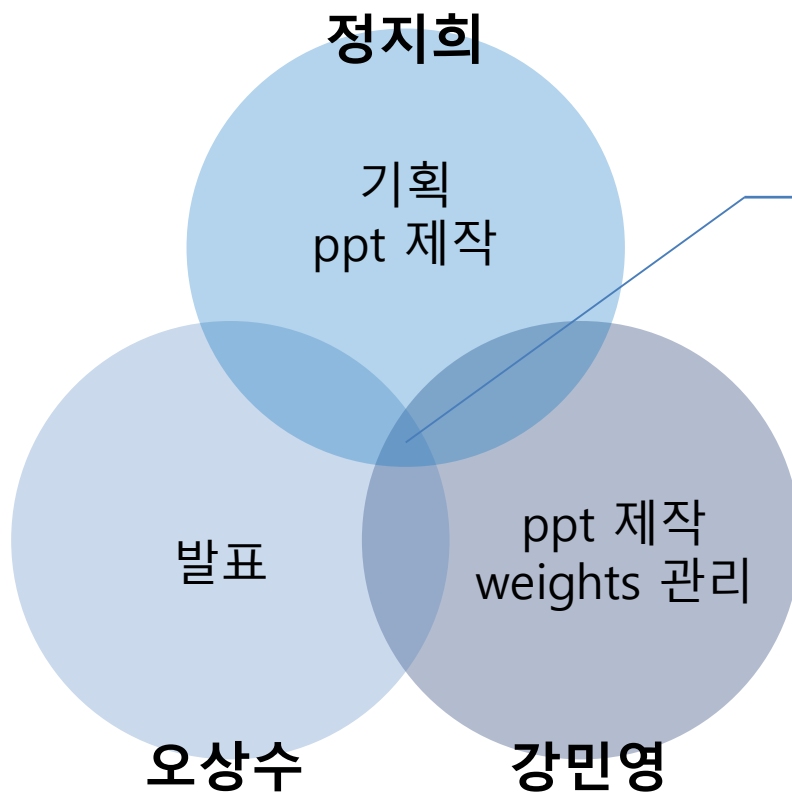 정지희
기획
ppt 제작
발표
ppt 제작
weights 관리
오상수
강민영